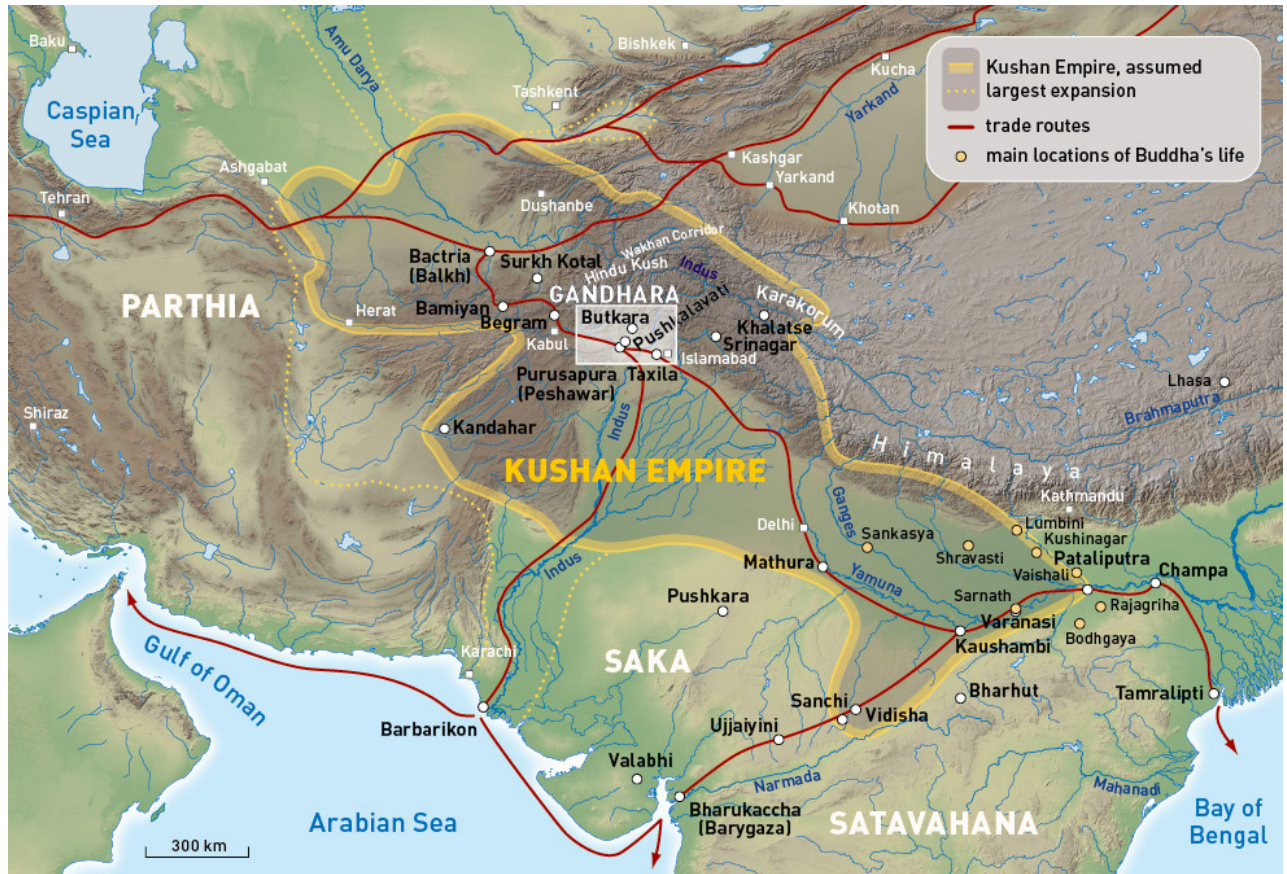 Baku
Caspian
Sea
Amu Darya
Bishkek
Tashkent
Kucha
Yarkand
Kushan Empire, assumed
largest expansion
trade routes
main locations of Buddha's life
Ashgabat
Tehran
Dushanbe
Kashgar
Yarkand
Khotan
Bactria
(Balkh)
Surkh Kotal
Hindu Kush
Wakhan Corridor
Indus
Karakorum
PARTHIA
Herat
Bamiyan
Begram
Kabul
GANDHARA
Butkara
Pushkalavati
Islamabad
Khalatse
Srinagar
Purusapura
(Peshawar)
Taxila
Lhasa
Brahmaputra
Shiraz
Kandahar
Indus
KUSHAN EMPIRE
Himalaya
Kathmandu
Delhi
Ganges
Sankasya
Shravasti
Lumbini
Kushinagar
Pataliputra
Vaishali
Champa
Indus
Mathura
Yamuna
Sarnath
Varanasi
Rajagriha
Bodhgaya
Kaushambi
Pushkara
SAKA
Karachi
Gulf of Oman
Barbarikon
Sanchi
Vidisha
Bharhut
Tamralipti
Ujjaiyini
Valabhi
Narmada
Mahanadi
Bharukaccha
(Barygaza)
SATAVAHANA
Arabian Sea
Bay of
Bengal
300 km